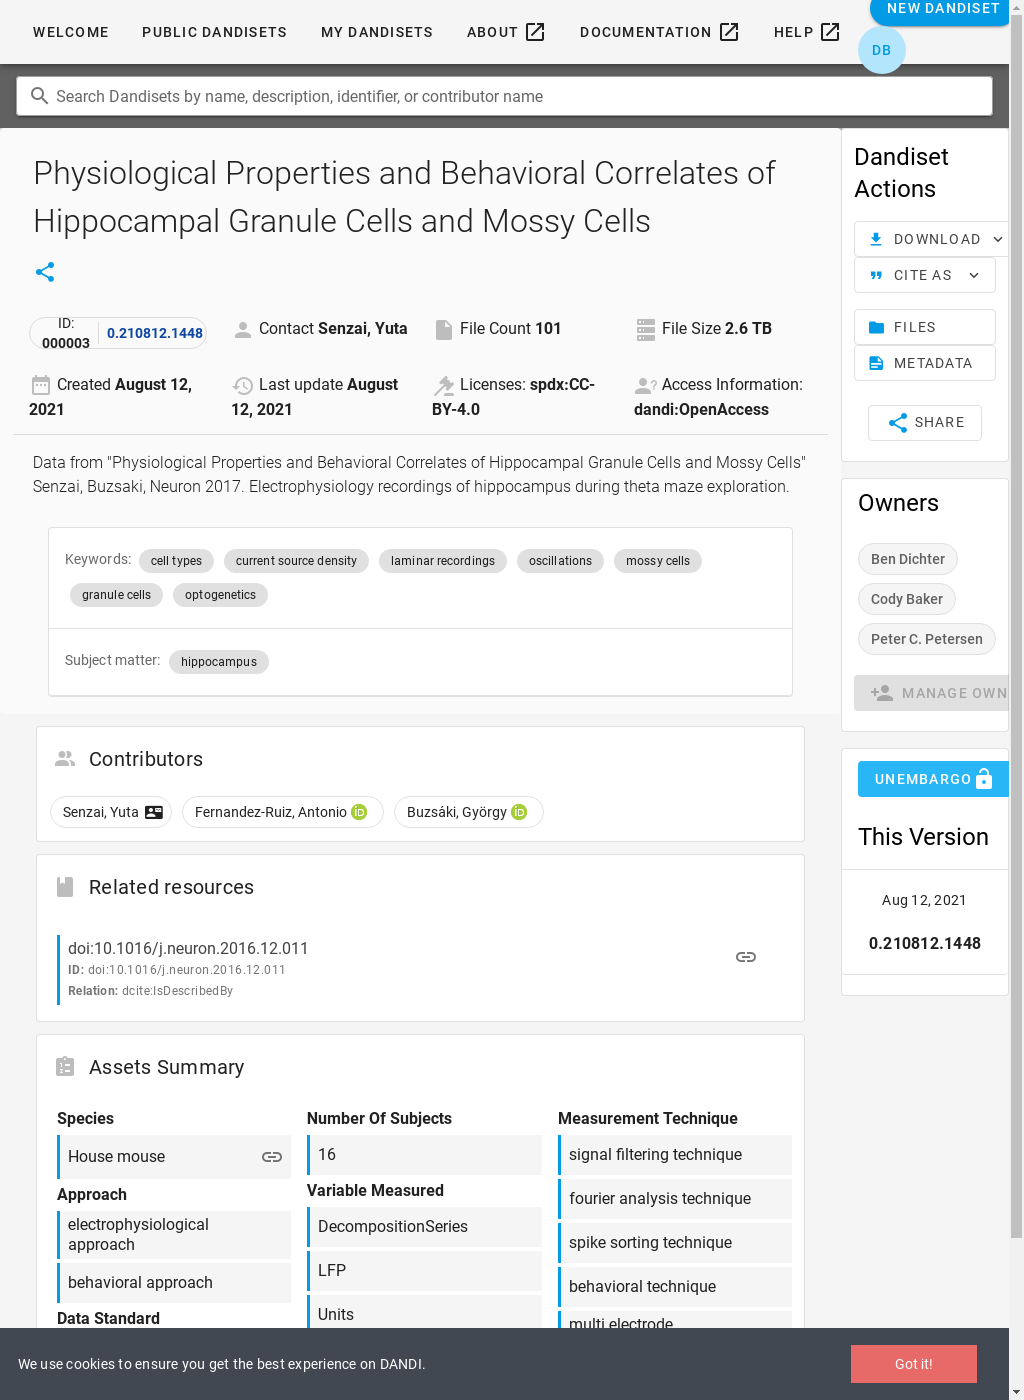 NEW DANDISET
WELCOME PUBLIC DANDISETS MY DANDISETS ABOUT DOCUMENTATION HELP
DB
Search Dandisets by name, description, identifier, or contributor name
Physiological Properties and Behavioral Correlates of
Hippocampal Granule Cells and Mossy Cells
ID:
000003
0.210812.1448
Contact Senzai, Yuta
File Count 101
File Size 2.6 TB
Created August 12,
2021
Last update August
12, 2021
Licenses: spdx:CC-
BY-4.0
Access Information:
dandi:OpenAccess
Data from "Physiological Properties and Behavioral Correlates of Hippocampal Granule Cells and Mossy Cells"
Senzai, Buzsaki, Neuron 2017. Electrophysiology recordings of hippocampus during theta maze exploration.
Keywords: cell types current source density laminar recordings oscillations mossy cells
granule cells optogenetics
Subject matter: hippocampus
Contributors
Senzai, Yuta Fernandez-Ruiz, Antonio iD Buzsáki, György iD
Related resources
doi:10.1016/j.neuron.2016.12.011
ID: doi:10.1016/j.neuron.2016.12.011
Relation: dcite:IsDescribedBy
Assets Summary
Species
House mouse
Approach
electrophysiological
approach
behavioral approach
Data Standard
Number Of Subjects
16
Variable Measured
DecompositionSeries
LFP
Units
Measurement Technique
signal filtering technique
fourier analysis technique
spike sorting technique
behavioral technique
multi electrode
Dandiset
Actions
DOWNLOAD
CITE AS
FILES
METADATA
SHARE
Owners
Ben Dichter
Cody Baker
Peter C. Petersen
MANAGE OWN
UNEMBARGO
This Version
Aug 12, 2021
0.210812.1448
We use cookies to ensure you get the best experience on DANDI.
Got it!